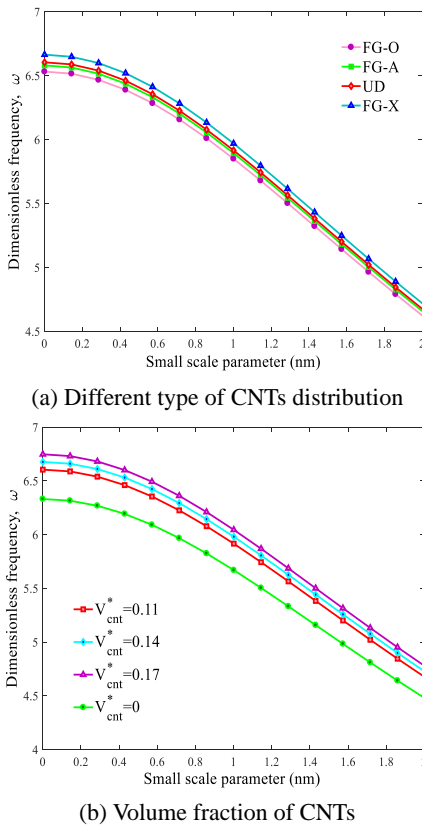 7
6.5
6
5.5
5
4.5
Dimensionless frequency, ω
FG-O
FG-A
UD
FG-X
0 0.2 0.4 0.6 0.8 1 1.2 1.4 1.6 1.8 2
Small scale parameter (nm)
(a) Different type of CNTs distribution
7
6.5
6
5.5
5
4.5
4
Dimensionless frequency, ω
V*cnt=0.11
V*cnt=0.14
V*cnt=0.17
V*cnt=0
0 0.2 0.4 0.6 0.8 1 1.2 1.4 1.6 1.8 2
Small scale parameter (nm)
(b) Volume fraction of CNTs